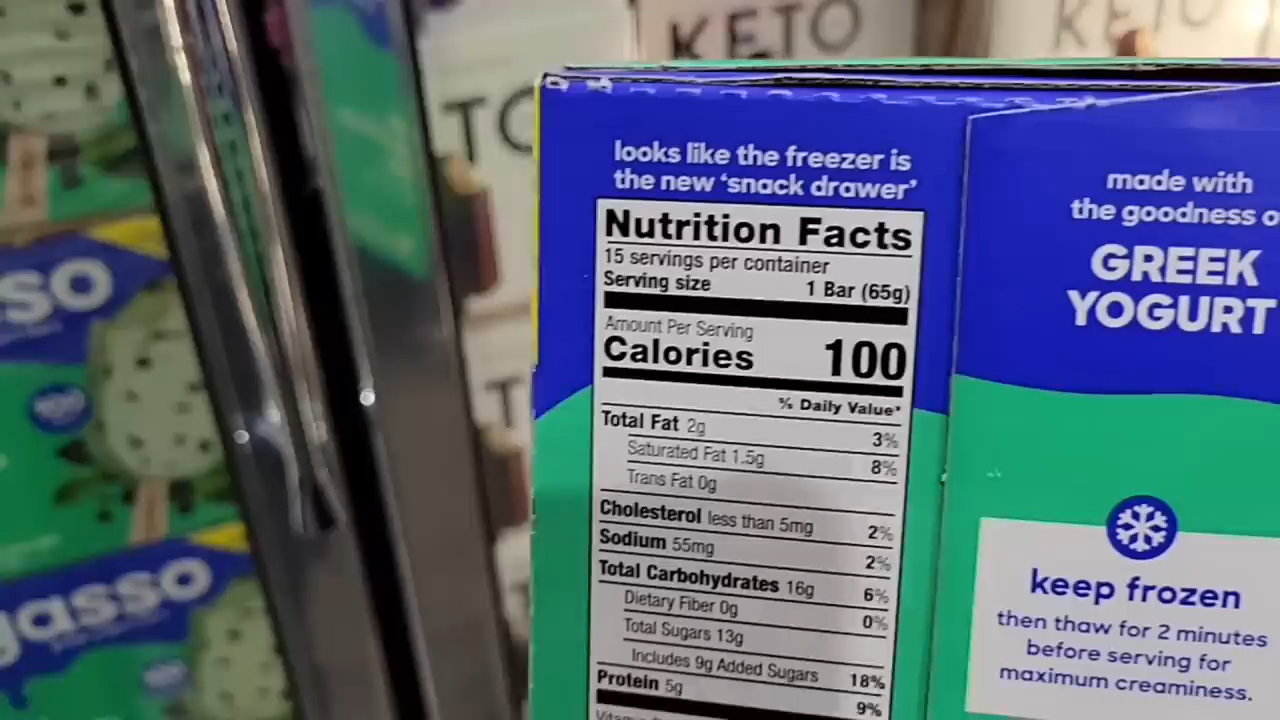 KETO
KETO
TO
so
yasso
looks like the freezer is
the new ‘snack drawer’
Nutrition Facts
15 servings per container
Serving size 1 Bar (65g)
Amount Per Serving
Calories 100
% Daily Value*
Total Fat 2g 3%
Saturated Fat 1.5g 8%
Trans Fat 0g
Cholesterol less than 5mg 2%
Sodium 55mg 2%
Total Carbohydrates 16g 6%
Dietary Fiber 0g 0%
Total Sugars 13g
Includes 9g Added Sugars 18%
Protein 5g 9%
made with
the goodness o
GREEK
YOGURT
keep frozen
then thaw for 2 minutes
before serving for
maximum creaminess.